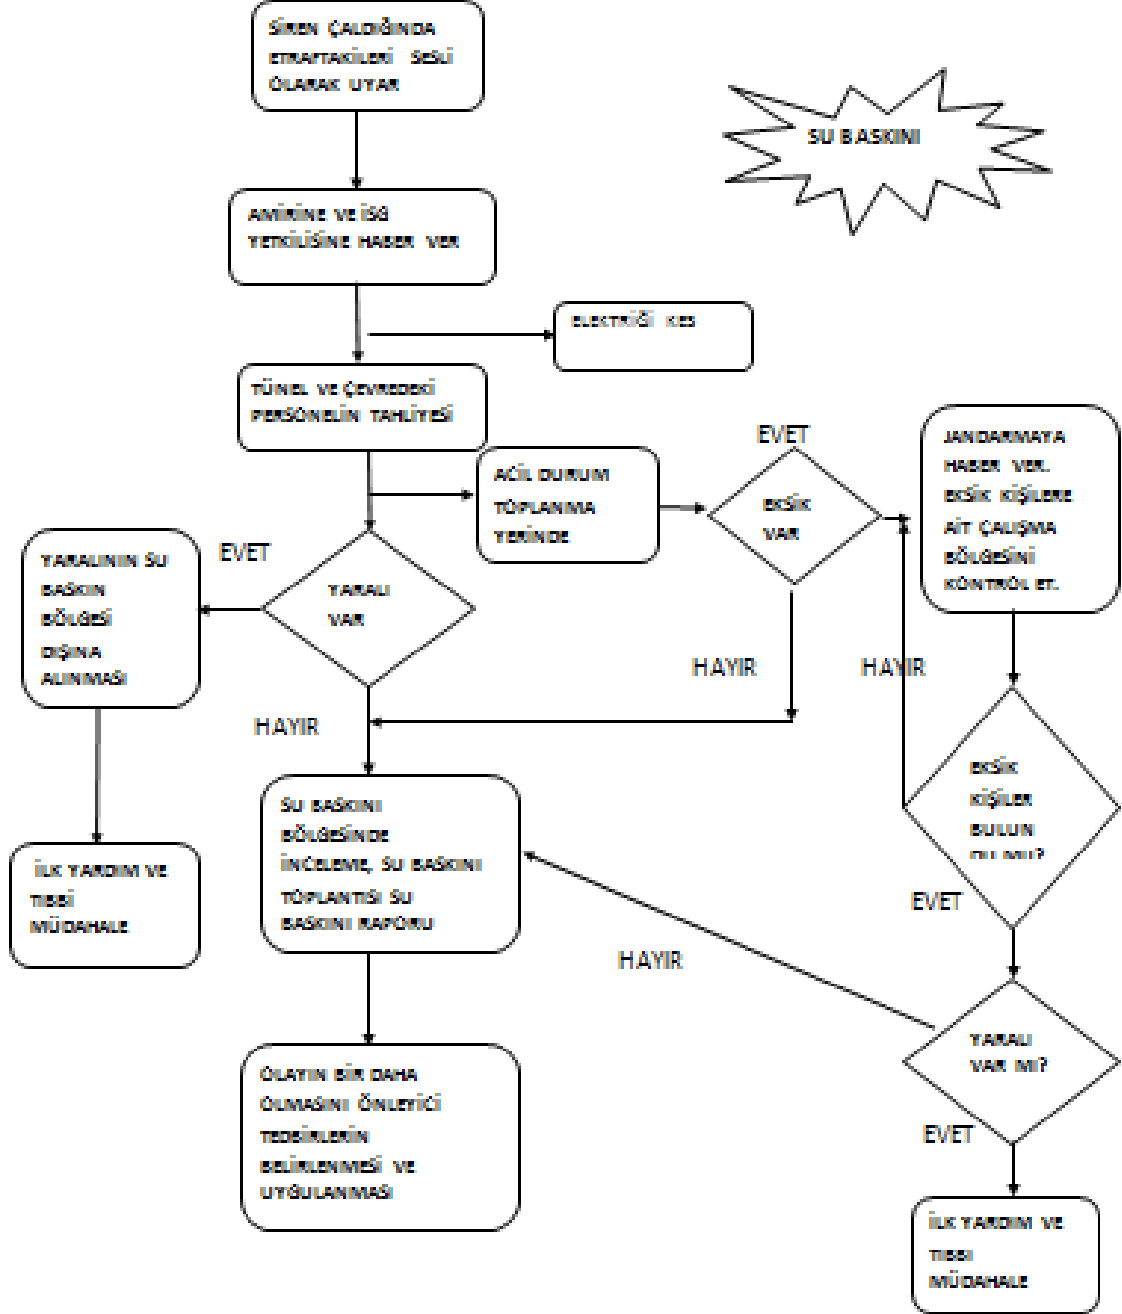 SİREN ÇALDIĞINDA
ETRAFTAKİLERİ SESLİ
OLARAK UYAR
SU BASKINI
AMİRİNE VE İSG
YETKİLİSİNE HABER VER
ELEKTRİĞİ KES
TÜNEL VE ÇEVREDEKİ
PERSONELİN TAHLİYESİ
ACİL DURUM
TOPLANMA
YERİNDE
EVET
EKSİK
VAR
JANDARMAYA
HABER VER.
EKSİK KİŞİLERE
AİT ÇALIŞMA
BÖLGESİNİ
KONTROL ET.
EVET
YARALININ SU
BASKIN
BÖLGESİ
DIŞINA
ALINMASI
YARALI
VAR
HAYIR
HAYIR
HAYIR
EKSİK
KİŞİLER
BULUN
DU MU?
EVET
SU BASKINI
BÖLGESİNDE
İNCELEME, SU BASKINI
TOPLANTISI SU
BASKINI RAPORU
İLK YARDIM VE
TIBBİ
MÜDAHALE
HAYIR
YARALI
VAR MI?
EVET
OLAYIN BİR DAHA
OLMASINI ÖNLEYİCİ
TEDBİRLERİN
BELİRLENMESİ VE
UYGULANMASI
İLK YARDIM VE
TIBBI
MÜDAHALE